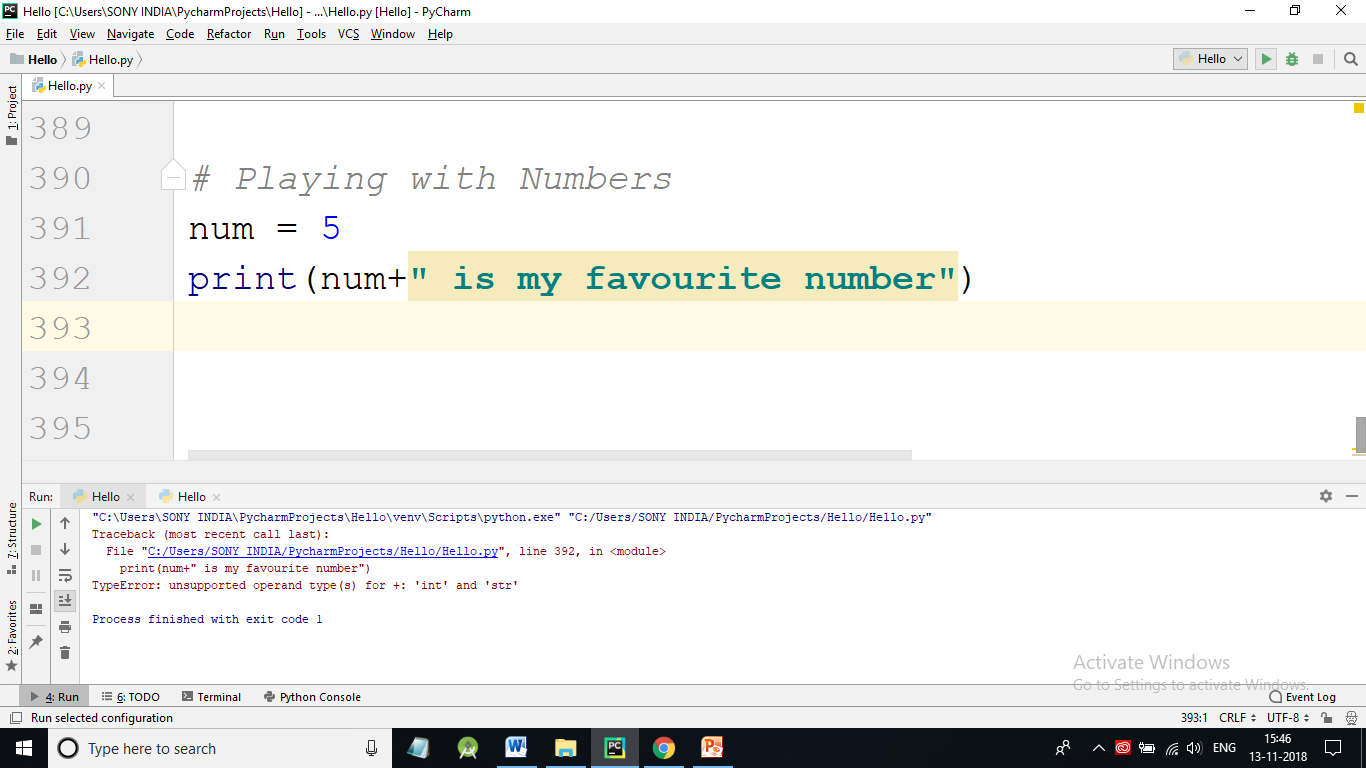 Hello [C:\Users\SONY INDIA\PycharmProjects\Hello] - ...\Hello.py [Hello] - PyCharm
File Edit View Navigate Code Refactor Run Tools VCS Window Help
Hello Hello.py Hello
Hello.py
1: Project
389
390 # Playing with Numbers
391 num = 5
392 print(num+" is my favourite number")
393
394
395
Run: Hello Hello
7: Structure
2: Favorites
"C:\Users\SONY INDIA\PycharmProjects\Hello\venv\Scripts\python.exe" "C:/Users/SONY INDIA/PycharmProjects/Hello/Hello.py"
Traceback (most recent call last):
  File "C:/Users/SONY INDIA/PycharmProjects/Hello/Hello.py", line 392, in <module>
    print(num+" is my favourite number")
TypeError: unsupported operand type(s) for +: 'int' and 'str'
Process finished with exit code 1
Activate Windows
Go to Settings to activate Windows.
4: Run 6: TODO Terminal Python Console Event Log
Run selected configuration 393:1 CRLF UTF-8
Type here to search ENG 15:46
13-11-2018